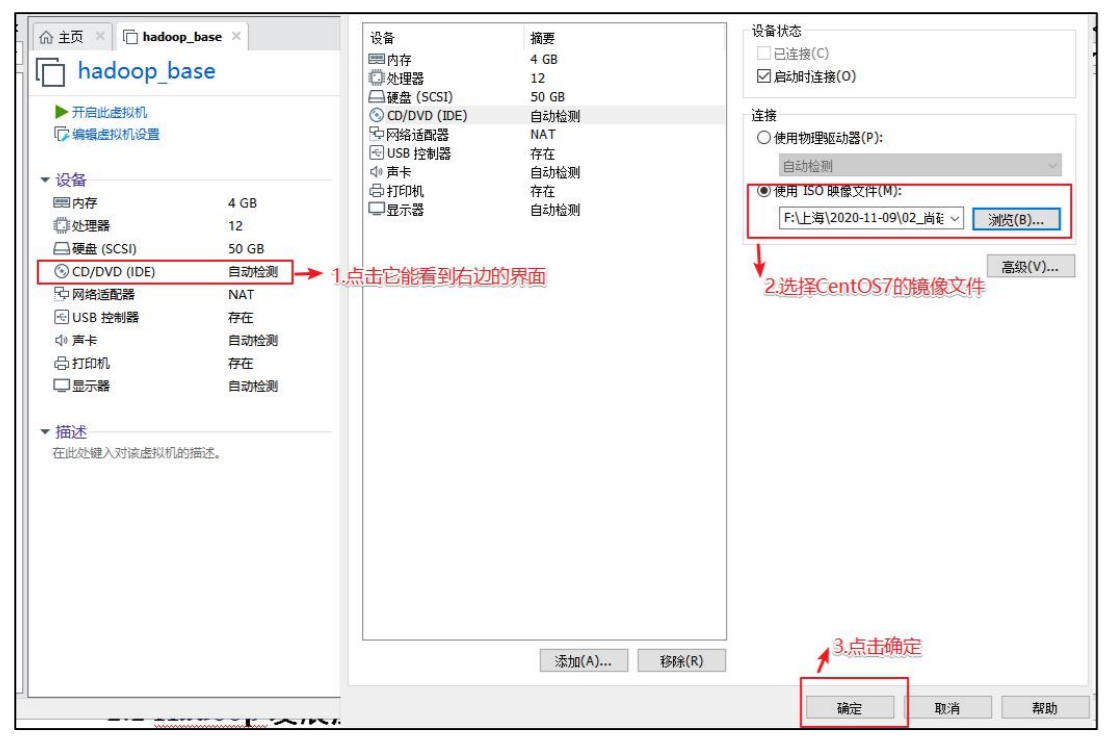 主页 × hadoop_base ×
hadoop_base
开启此虚拟机
编辑虚拟机设置
设备
内存 4 GB
处理器 12
硬盘 (SCSI) 50 GB
CD/DVD (IDE) 自动检测
网络适配器 NAT
USB 控制器 存在
声卡 自动检测
打印机 存在
显示器 自动检测
描述
在此处键入对该虚拟机的描述。
1.点击它能看到右边的界面
设备 摘要
内存 4 GB
处理器 12
硬盘 (SCSI) 50 GB
CD/DVD (IDE) 自动检测
网络适配器 NAT
USB 控制器 存在
声卡 自动检测
打印机 存在
显示器 自动检测
添加(A)... 移除(R)
设备状态
已连接(C)
启动时连接(O)
连接
使用物理驱动器(P):
自动检测
使用 ISO 映像文件(M):
F:\上海\2020-11-09\02_尚 浏览(B)...
高级(V)...
2.选择CentOS7的镜像文件
3.点击确定
确定 取消 帮助